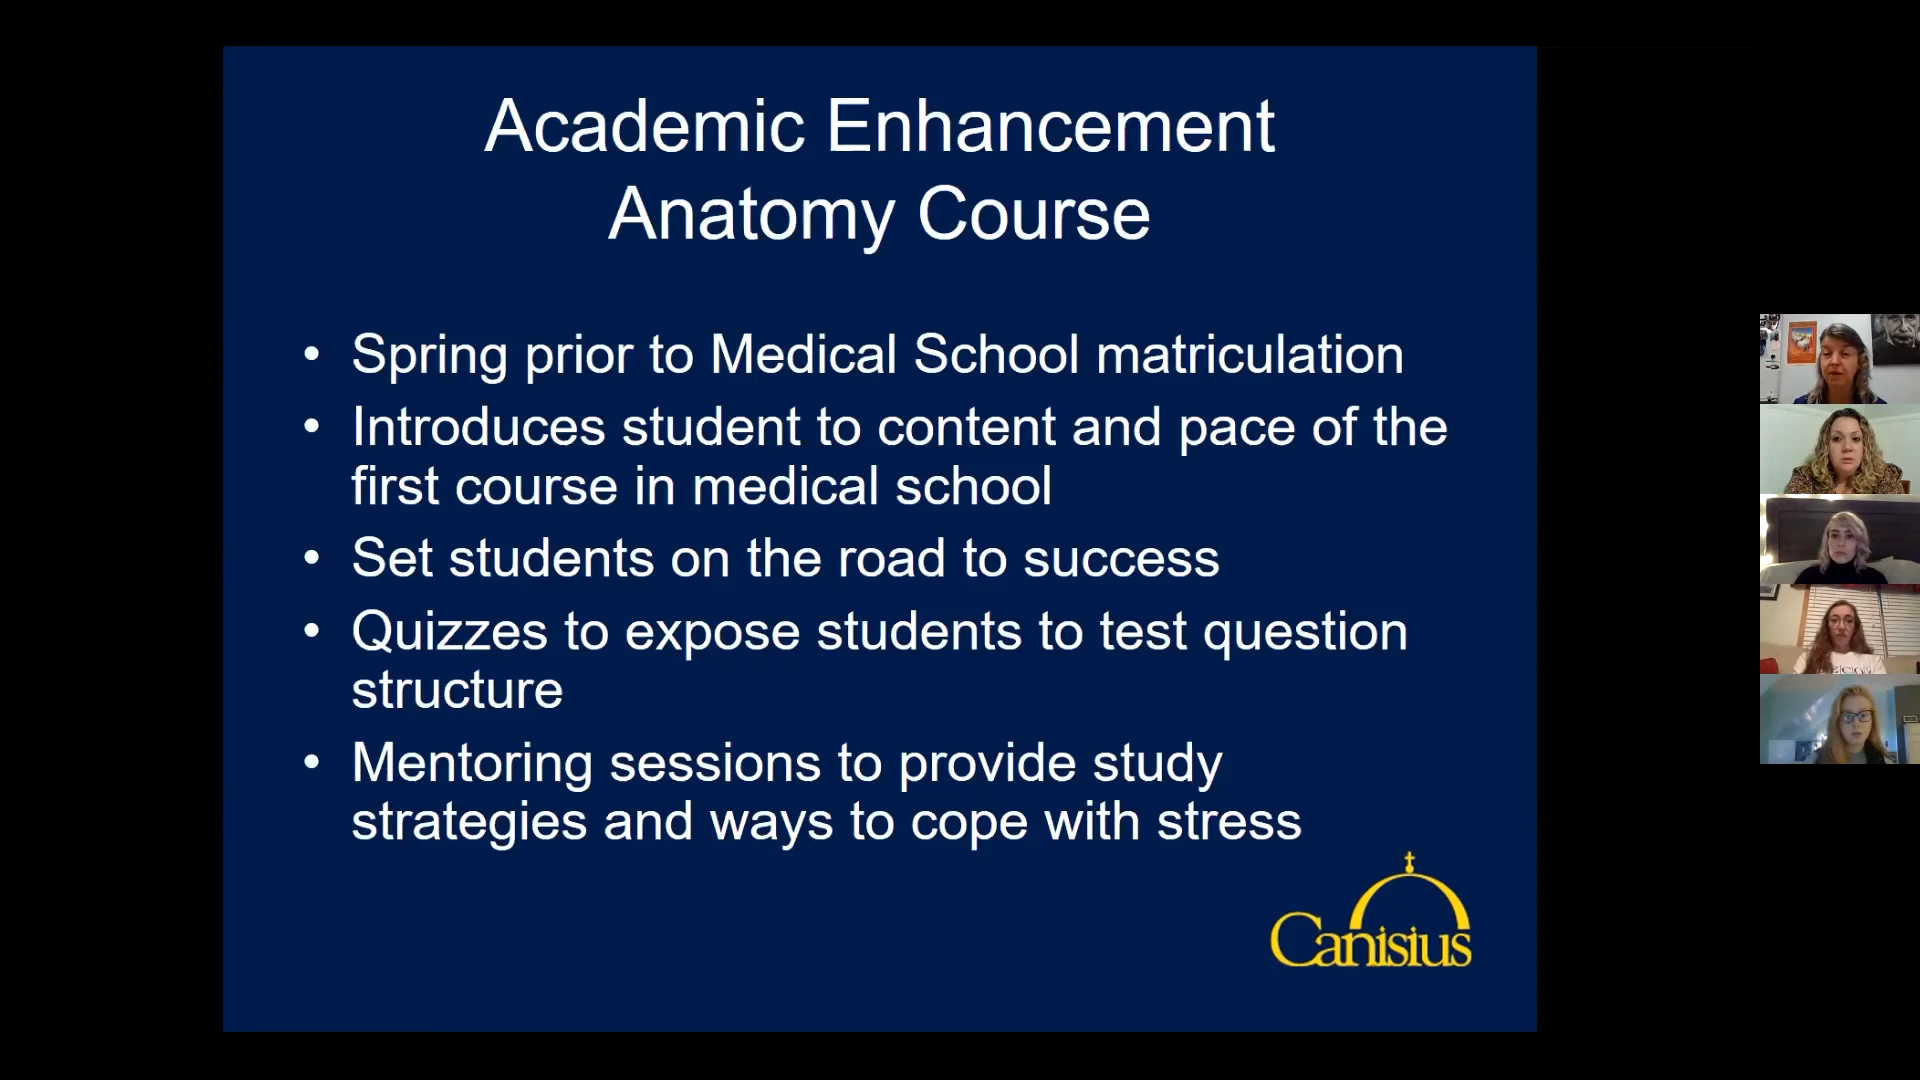 Academic Enhancement
Anatomy Course
• Spring prior to Medical School matriculation
• Introduces student to content and pace of the
first course in medical school
• Set students on the road to success
• Quizzes to expose students to test question
structure
• Mentoring sessions to provide study
strategies and ways to cope with stress
Canisius